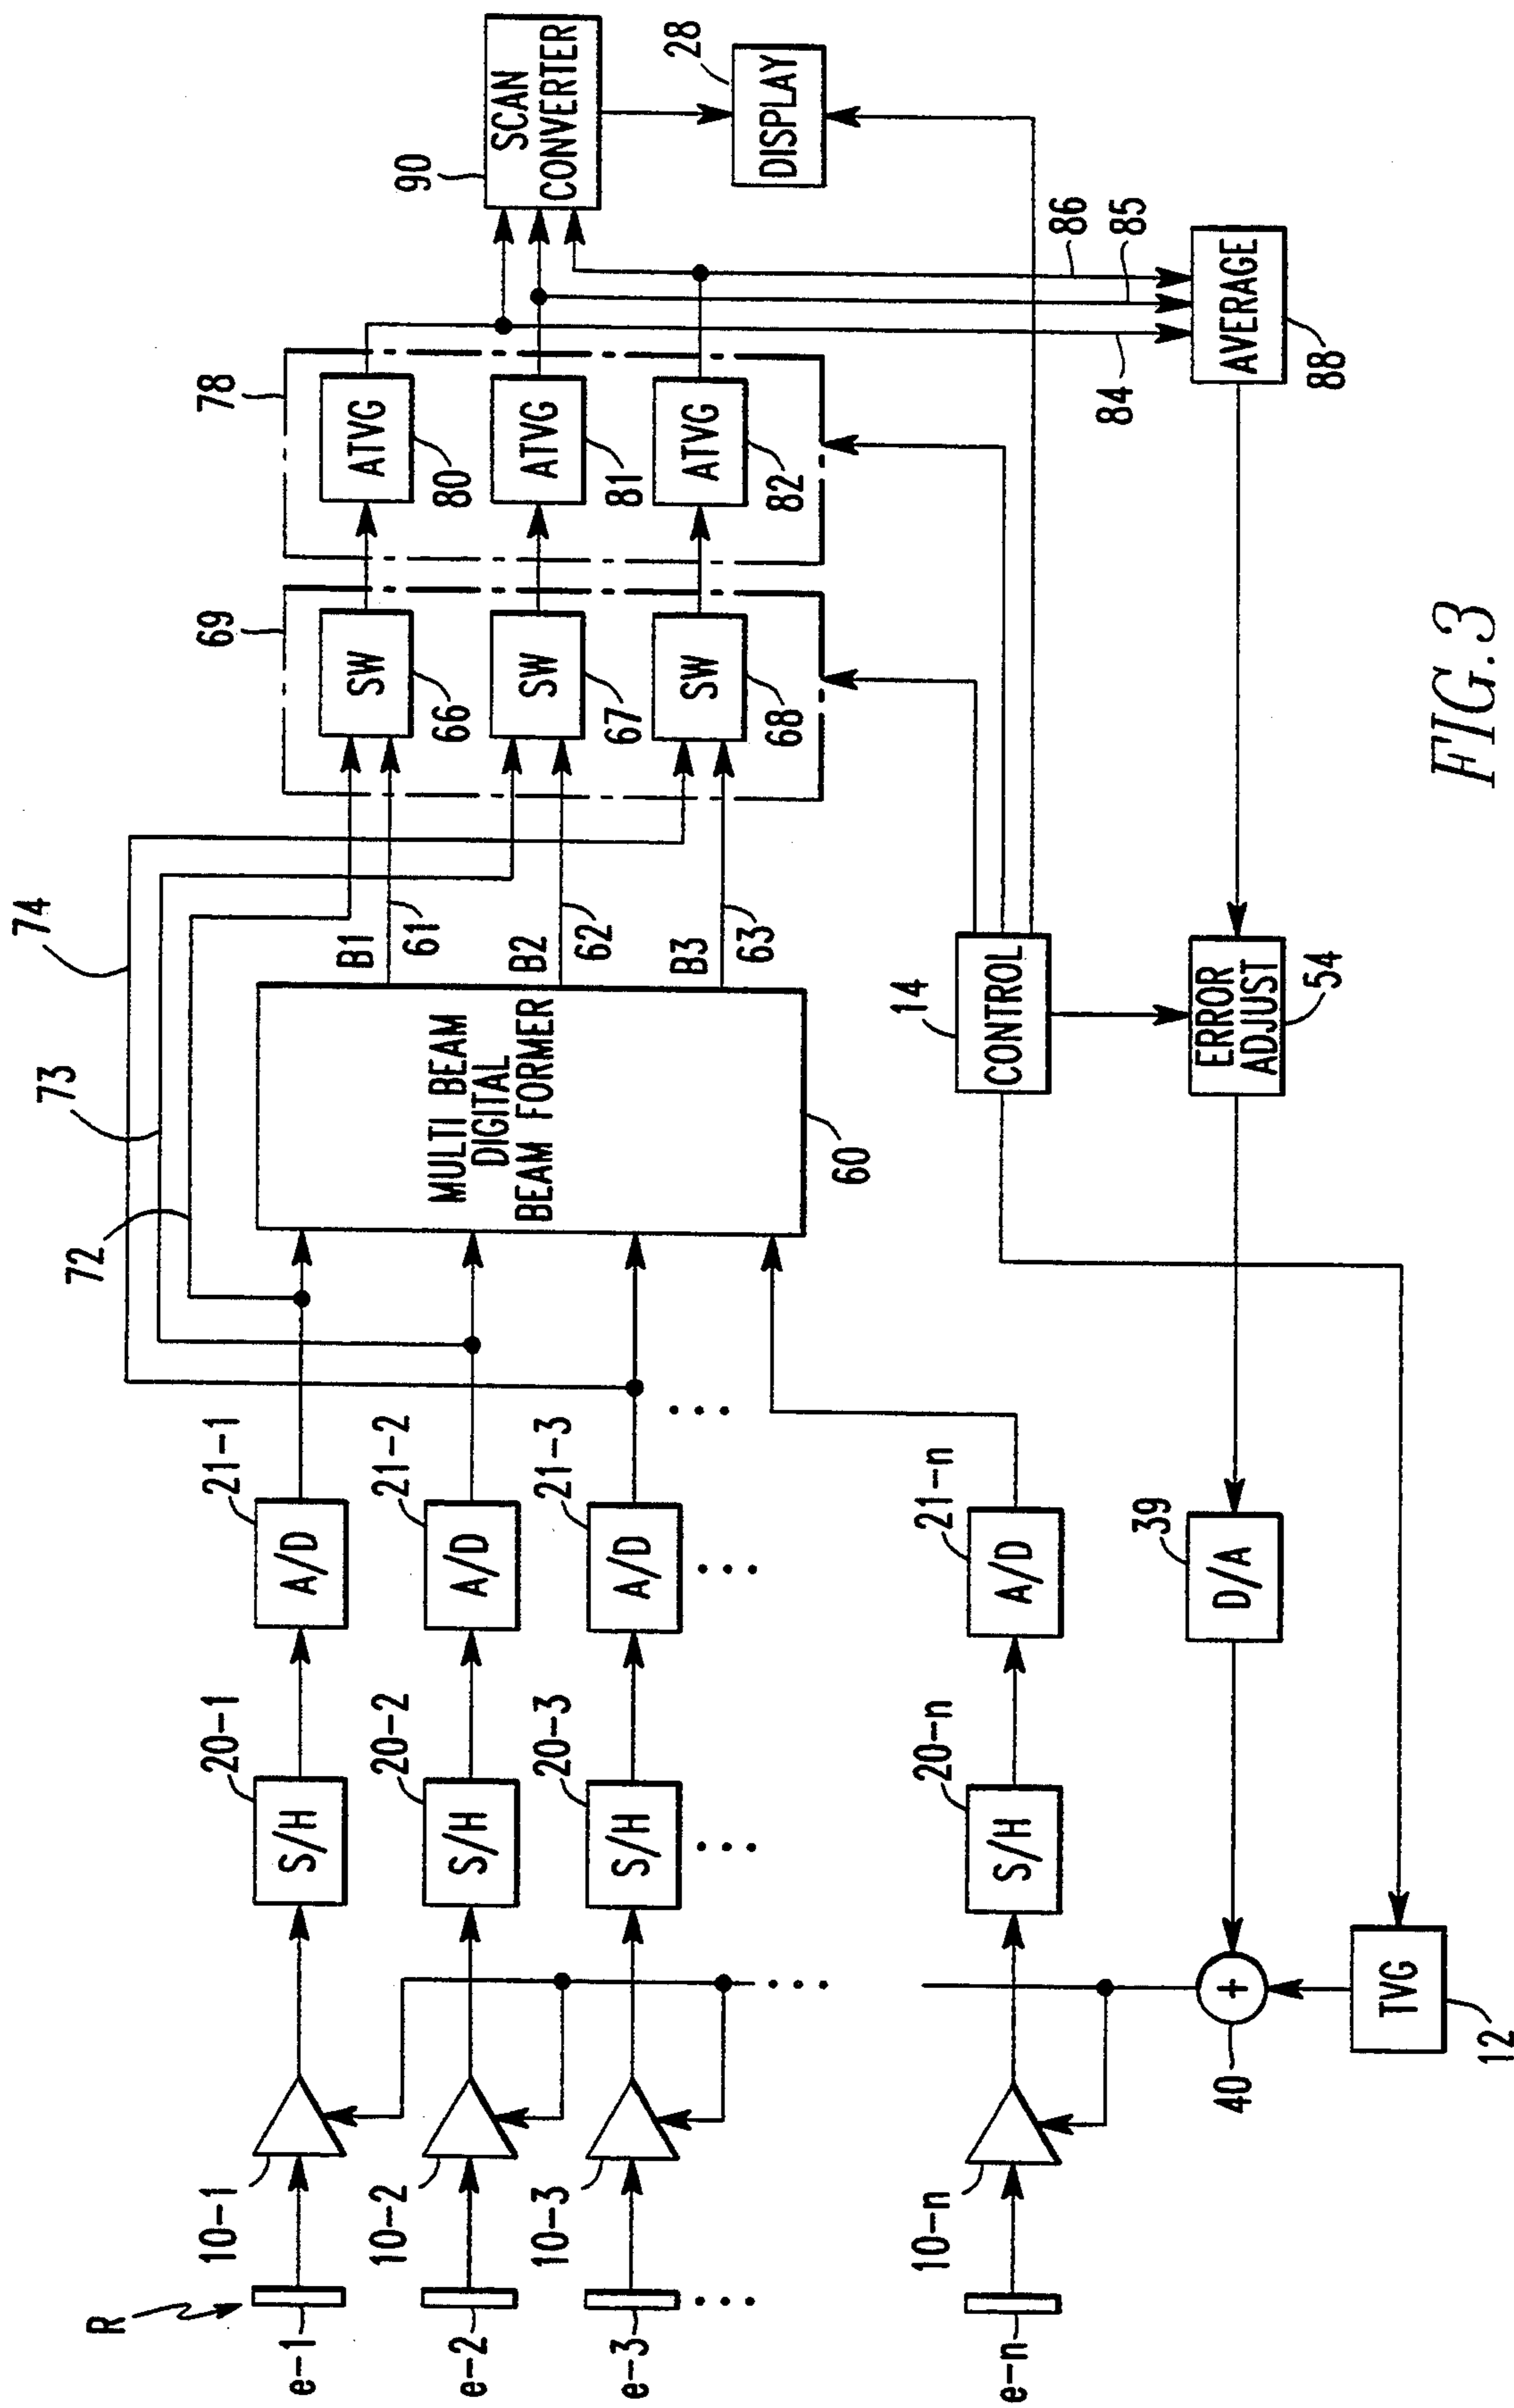 74
73
72
R
e-1
10-1
20-1
S/H
21-1
A/D
B1
61
69
SW
66
78
ATVG
80
90
SCAN
CONVERTER
e-2
10-2
20-2
S/H
21-2
A/D
MULTI BEAM
DIGITAL
BEAM FORMER
60
B2
62
SW
67
ATVG
81
28
DISPLAY
e-3
10-3
20-3
S/H
21-3
A/D
B3
63
SW
68
ATVG
82
...
...
...
...
...
e-n
10-n
20-n
S/H
21-n
A/D
14
CONTROL
86
85
84
40
+
39
D/A
ERROR
ADJUST
54
AVERAGE
88
TVG
12
FIG. 3